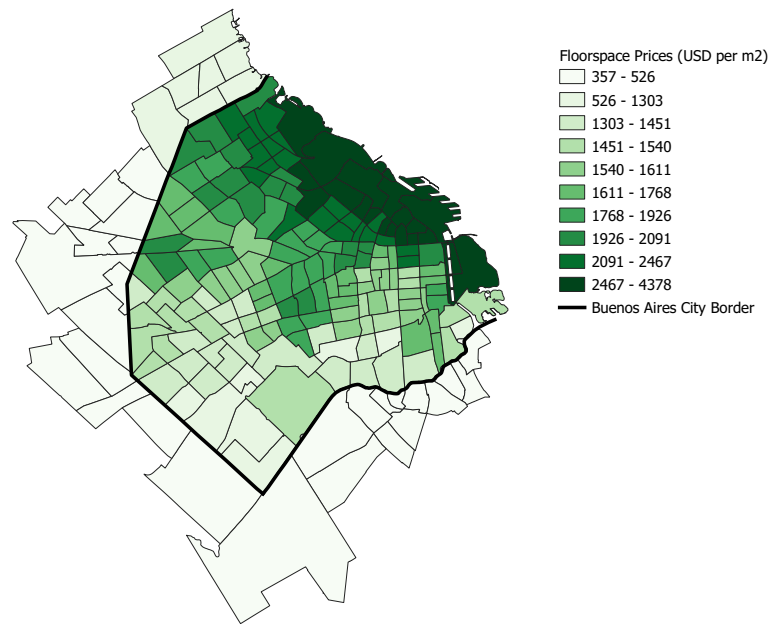 Floorspace Prices (USD per m2)
357 - 526
526 - 1303
1303 - 1451
1451 - 1540
1540 - 1611
1611 - 1768
1768 - 1926
1926 - 2091
2091 - 2467
2467 - 4378
Buenos Aires City Border